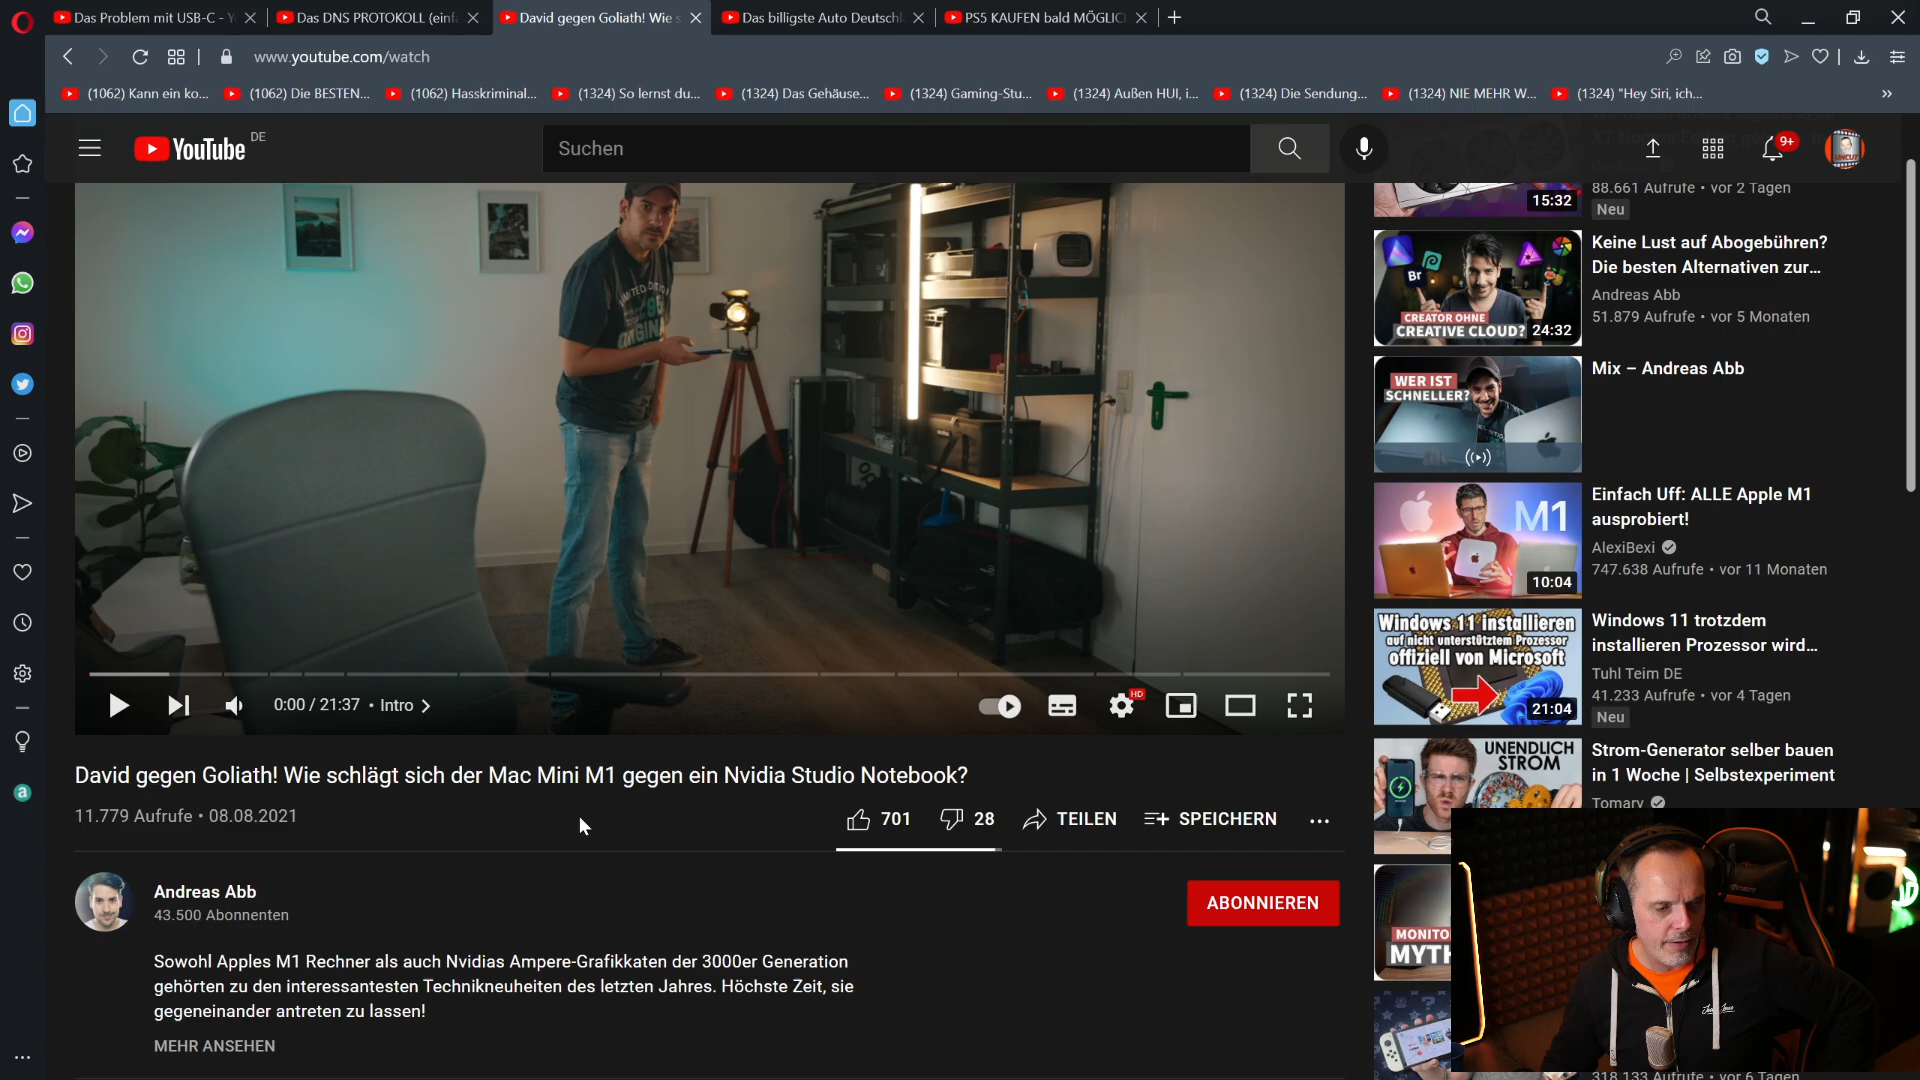 Das Problem mit USB-C - Y
Das DNS PROTOKOLL (einf
David gegen Goliath! Wie s
Das billigste Auto Deutschl
PS5 KAUFEN bald MÖGLIC
www.youtube.com/watch
(1062) Kann ein ko...
(1062) Die BESTEN...
(1062) Hasskriminal...
(1324) So lernst du...
(1324) Das Gehäuse...
(1324) Gaming-Stu...
(1324) Außen HUI, i...
(1324) Die Sendung...
(1324) NIE MEHR W...
(1324) "Hey Siri, ich...
YouTube DE
Suchen
9+
UNCUT
15:32
88.661 Aufrufe • vor 2 Tagen
Neu
Br
CREATOR OHNE
CREATIVE CLOUD?
24:32
Keine Lust auf Abogebühren?
Die besten Alternativen zur...
Andreas Abb
51.879 Aufrufe • vor 5 Monaten
WER IST
SCHNELLER?
Mix – Andreas Abb
M1
10:04
Einfach Uff: ALLE Apple M1
ausprobiert!
AlexiBexi
747.638 Aufrufe • vor 11 Monaten
Windows 11 installieren
auf nicht unterstütztem Prozessor
offiziell von Microsoft
21:04
Windows 11 trotzdem
installieren Prozessor wird...
Tuhl Teim DE
41.233 Aufrufe • vor 4 Tagen
Neu
UNENDLICH
STROM
Strom-Generator selber bauen
in 1 Woche | Selbstexperiment
Tomary
MONITO
MYTH
318.133 Aufrufe • vor 6 Tagen
LIMITED EDITION
ORIGINAL
0:00 / 21:37 • Intro
HD
David gegen Goliath! Wie schlägt sich der Mac Mini M1 gegen ein Nvidia Studio Notebook?
11.779 Aufrufe • 08.08.2021
701
28
TEILEN
SPEICHERN
Andreas Abb
43.500 Abonnenten
ABONNIEREN
Sowohl Apples M1 Rechner als auch Nvidias Ampere-Grafikkaten der 3000er Generation
gehörten zu den interessantesten Technikneuheiten des letzten Jahres. Höchste Zeit, sie
gegeneinander antreten zu lassen!
MEHR ANSEHEN